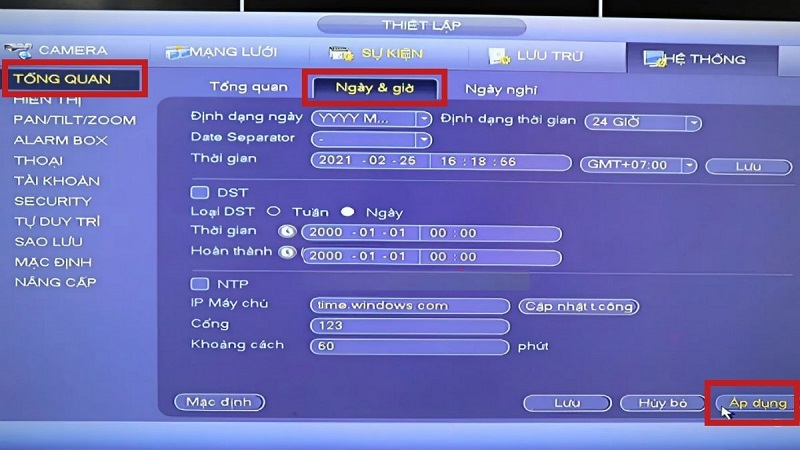 THIẾT LẬP
CAMERA MẠNG LƯỚI SỰ KIỆN LƯU TRỮ HỆ THỐNG
TỔNG QUAN
HIỂN THỊ
PAN/TILT/ZOOM
ALARM BOX
THOẠI
TÀI KHOẢN
SECURITY
TỰ DUY TRÌ
SAO LƯU
MẶC ĐỊNH
NÂNG CẤP
Tổng quan Ngày & giờ Ngày nghỉ
Định dạng ngày YYYY M... Định dạng thời gian 24 GIỜ
Date Separator -
Thời gian 2021 -02 -25 16 :18 :56 GMT+07:00 Lưu
DST
Loại DST Tuần Ngày
Thời gian 2000 -01 -01 00 :00
Hoàn thành 2000 -01 -01 00 :00
NTP
IP Máy chủ time.windows.com Cập nhật t.công
Cổng 123
Khoảng cách 60 phút
Mặc định Lưu Hủy bỏ Áp dụng